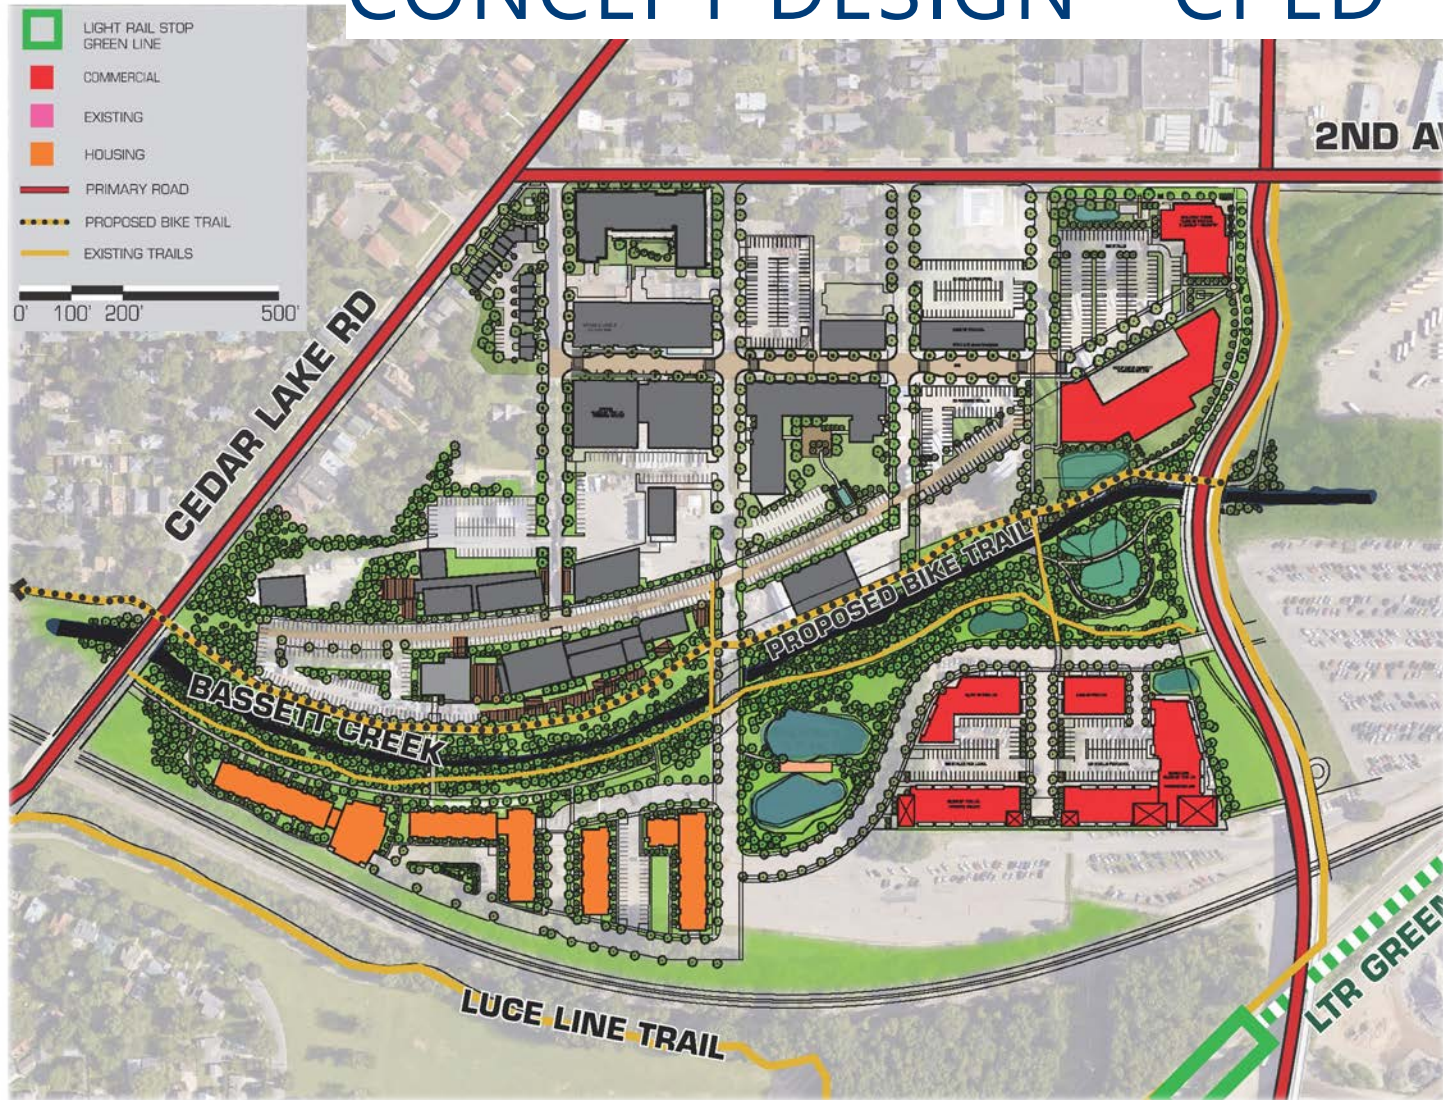 CONCEPT DESIGN - CPED
LIGHT RAIL STOP
GREEN LINE
COMMERCIAL
EXISTING
HOUSING
PRIMARY ROAD
PROPOSED BIKE TRAIL
EXISTING TRAILS
0' 100' 200' 500'
2ND AV
CEDAR LAKE RD
PROPOSED BIKE TRAIL
BASSETT CREEK
LUCE LINE TRAIL
LTR GREEN